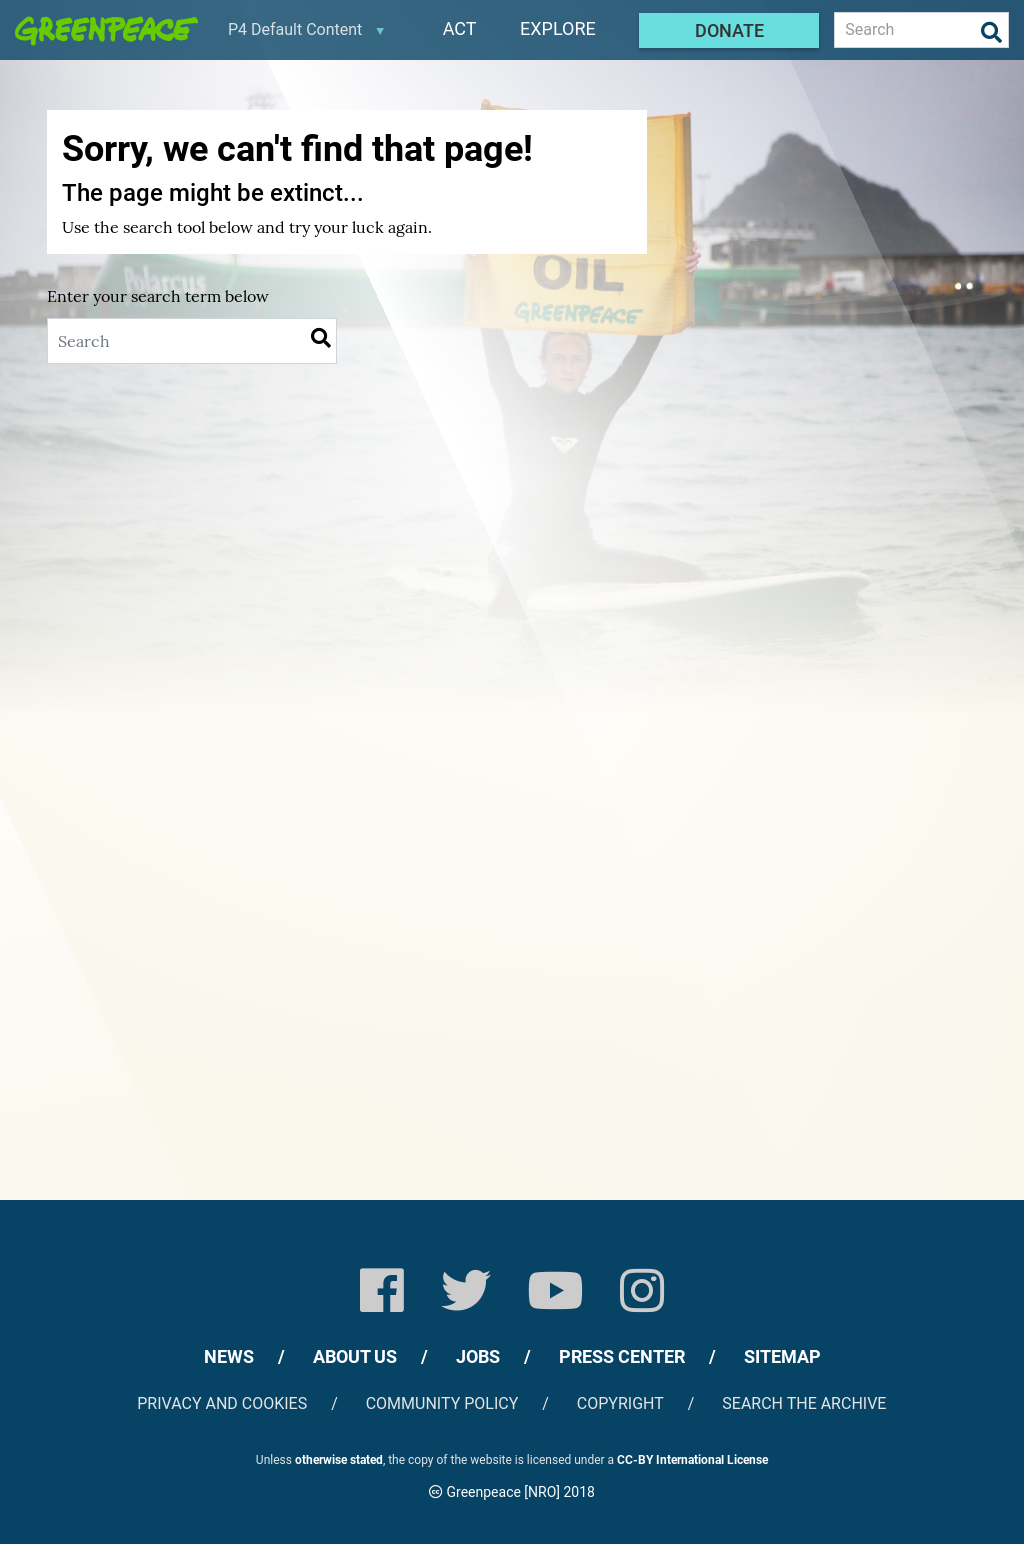 GREENPEACE P4 Default Content ▼ ACT EXPLORE DONATE Search
Sorry, we can't find that page!
The page might be extinct...
Use the search tool below and try your luck again.
Polarcus
OIL
GREENPEACE
Enter your search term below
Search
NEWS / ABOUT US / JOBS / PRESS CENTER / SITEMAP
PRIVACY AND COOKIES / COMMUNITY POLICY / COPYRIGHT / SEARCH THE ARCHIVE
Unless otherwise stated, the copy of the website is licensed under a CC-BY International License
🄯 Greenpeace [NRO] 2018